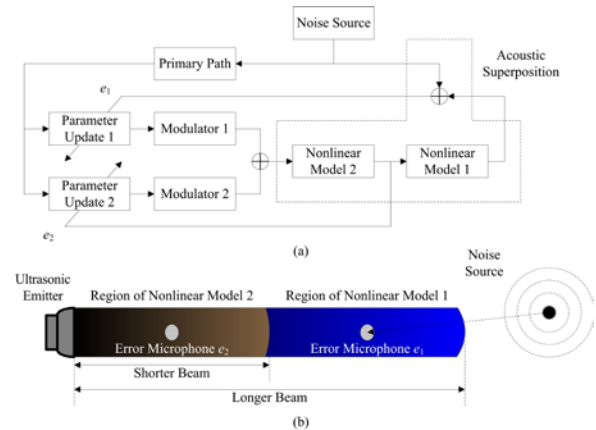 Noise Source
Primary Path
Acoustic
Superposition
e1
Parameter
Update 1
Modulator 1
Nonlinear
Model 2
Nonlinear
Model 1
Parameter
Update 2
Modulator 2
e2
(a)
Ultrasonic
Emitter
Region of Nonlinear Model 2
Region of Nonlinear Model 1
Noise
Source
Error Microphone e2
Error Microphone e1
Shorter Beam
Longer Beam
(b)